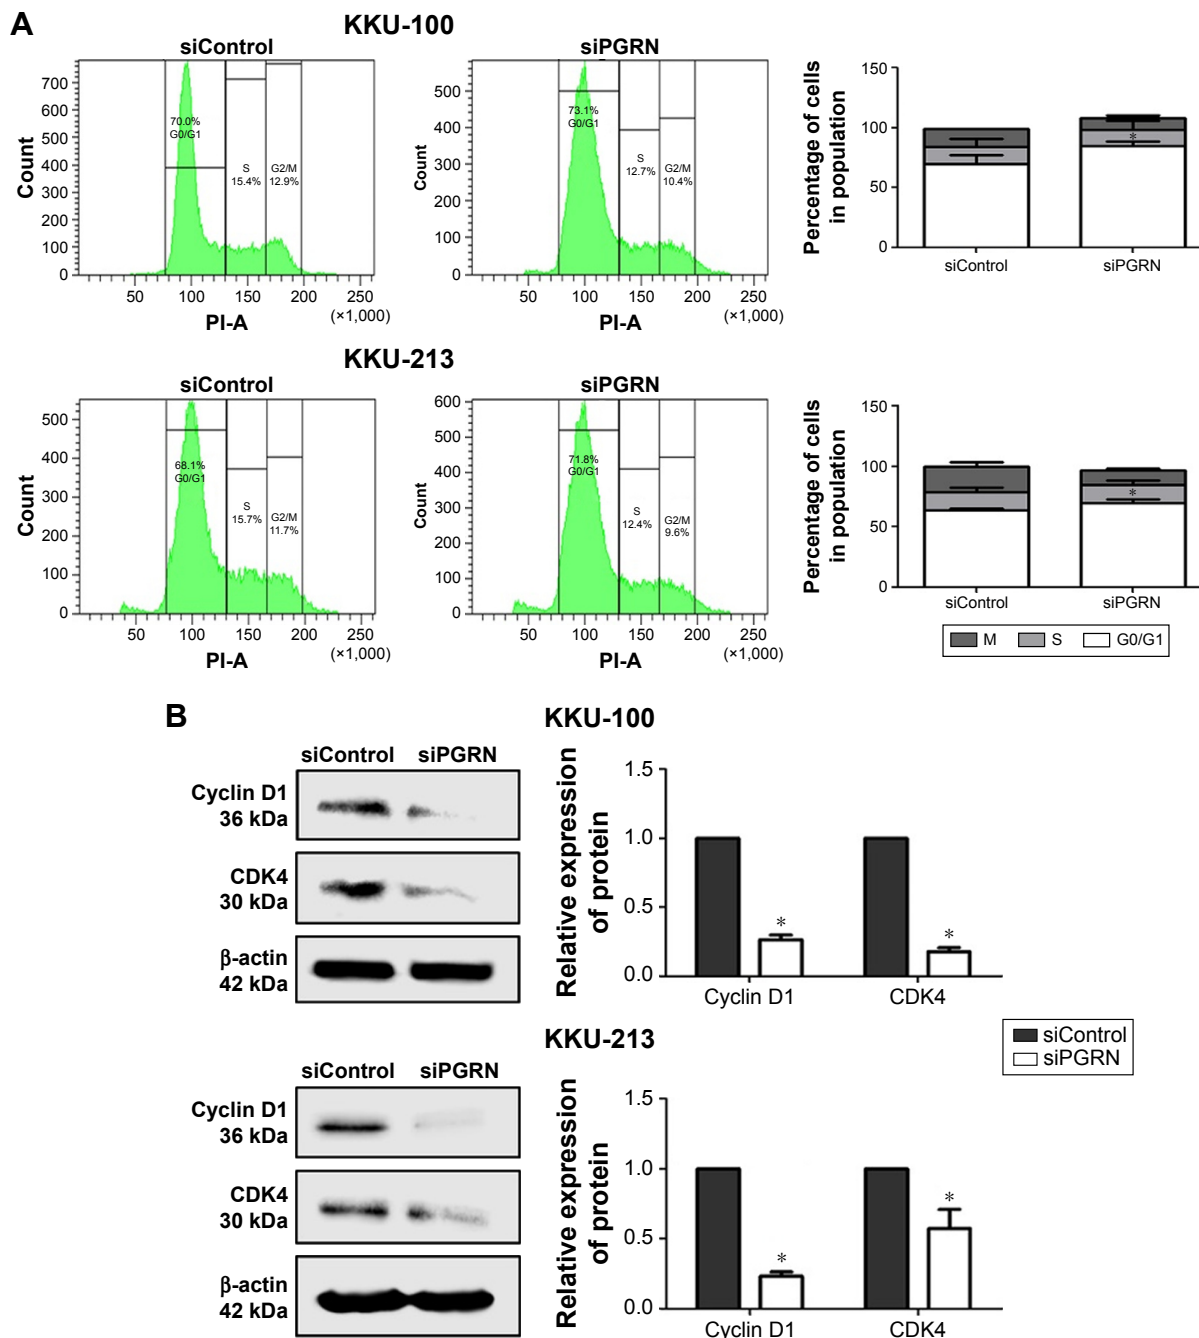 A
KKU-100
siControl
Count
700
600
500
400
300
200
100
0
70.0%
G0/G1
S
15.4%
G2/M
12.9%
50 100 150 200 250
(×1,000)
PI-A
siPGRN
Count
500
400
300
200
100
0
73.1%
G0/G1
S
12.7%
G2/M
10.4%
50 100 150 200 250
(×1,000)
PI-A
Percentage of cells
in population
150
100
50
0
*
siControl siPGRN
KKU-213
siControl
Count
500
400
300
200
100
0
68.1%
G0/G1
S
15.7%
G2/M
11.7%
50 100 150 200 250
(×1,000)
PI-A
siPGRN
Count
600
500
400
300
200
100
0
71.8%
G0/G1
S
12.4%
G2/M
9.6%
50 100 150 200 250
(×1,000)
PI-A
Percentage of cells
in population
150
100
50
0
*
siControl siPGRN
M S G0/G1
B
KKU-100
siControl siPGRN
Cyclin D1
36 kDa
CDK4
30 kDa
β-actin
42 kDa
Relative expression
of protein
1.5
1.0
0.5
0.0
*
*
Cyclin D1 CDK4
siControl
siPGRN
KKU-213
siControl siPGRN
Cyclin D1
36 kDa
CDK4
30 kDa
β-actin
42 kDa
Relative expression
of protein
1.5
1.0
0.5
0.0
*
*
Cyclin D1 CDK4